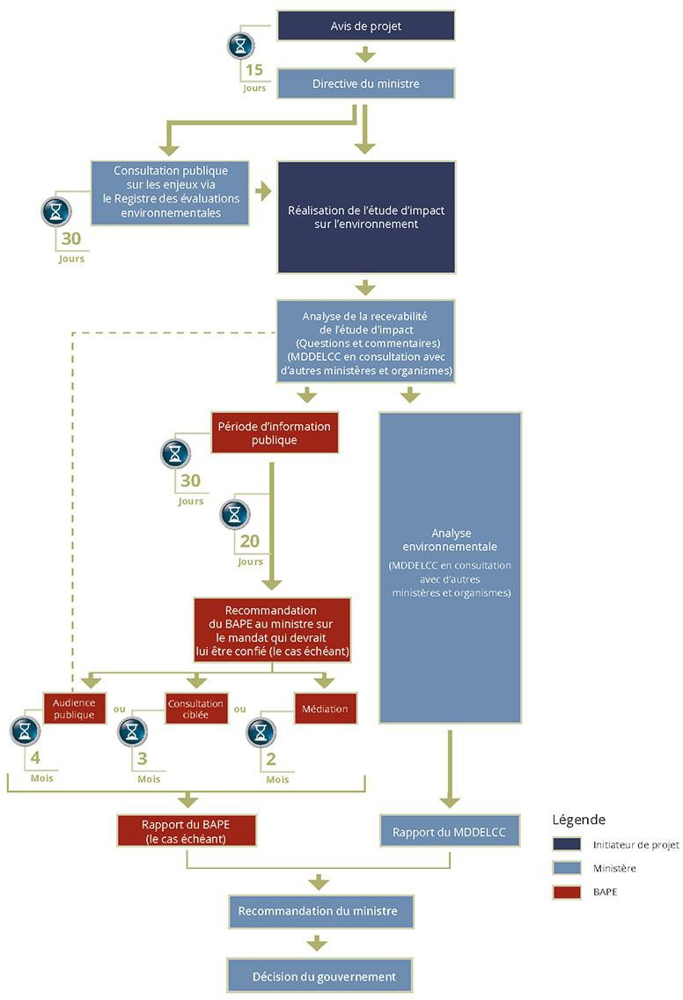 Avis de projet
15
Jours
Directive du ministre
Consultation publique
sur les enjeux via
le Registre des évaluations
environnementales
30
Jours
Réalisation de l'étude d'impact
sur l'environnement
Analyse de la recevabilité
de l'étude d'impact
(Questions et commentaires)
(MDDELCC en consultation avec
d'autres ministères et organismes)
Période d'information
publique
30
Jours
20
Jours
Analyse
environnementale
(MDDELCC en consultation
avec d'autres
ministères et organismes)
Recommandation
du BAPE au ministre sur
le mandat qui devrait
lui être confié (le cas échéant)
Audience
publique
ou
Consultation
ciblée
ou
Médiation
4
Mois
3
Mois
2
Mois
Rapport du BAPE
(le cas échéant)
Rapport du MDDELCC
Légende
Initiateur de projet
Ministère
BAPE
Recommandation du ministre
Décision du gouvernement